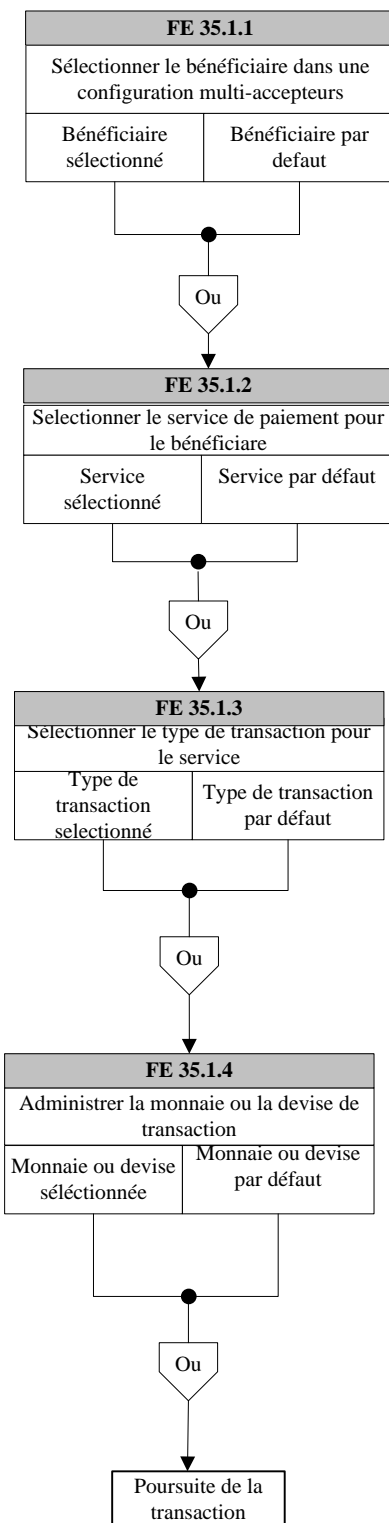 FE 35.1.1
Sélectionner le bénéficiaire dans une
configuration multi-accepteurs
Bénéficiaire
sélectionné
Bénéficiaire par
defaut
Ou
FE 35.1.2
Selectionner le service de paiement pour
le bénéficiare
Service
sélectionné
Service par défaut
Ou
FE 35.1.3
Sélectionner le type de transaction pour
le service
Type de
transaction
selectionné
Type de transaction
par défaut
Ou
FE 35.1.4
Administrer la monnaie ou la devise de
transaction
Monnaie ou devise
séléctionnée
Monnaie ou devise
par défaut
Ou
Poursuite de la
transaction